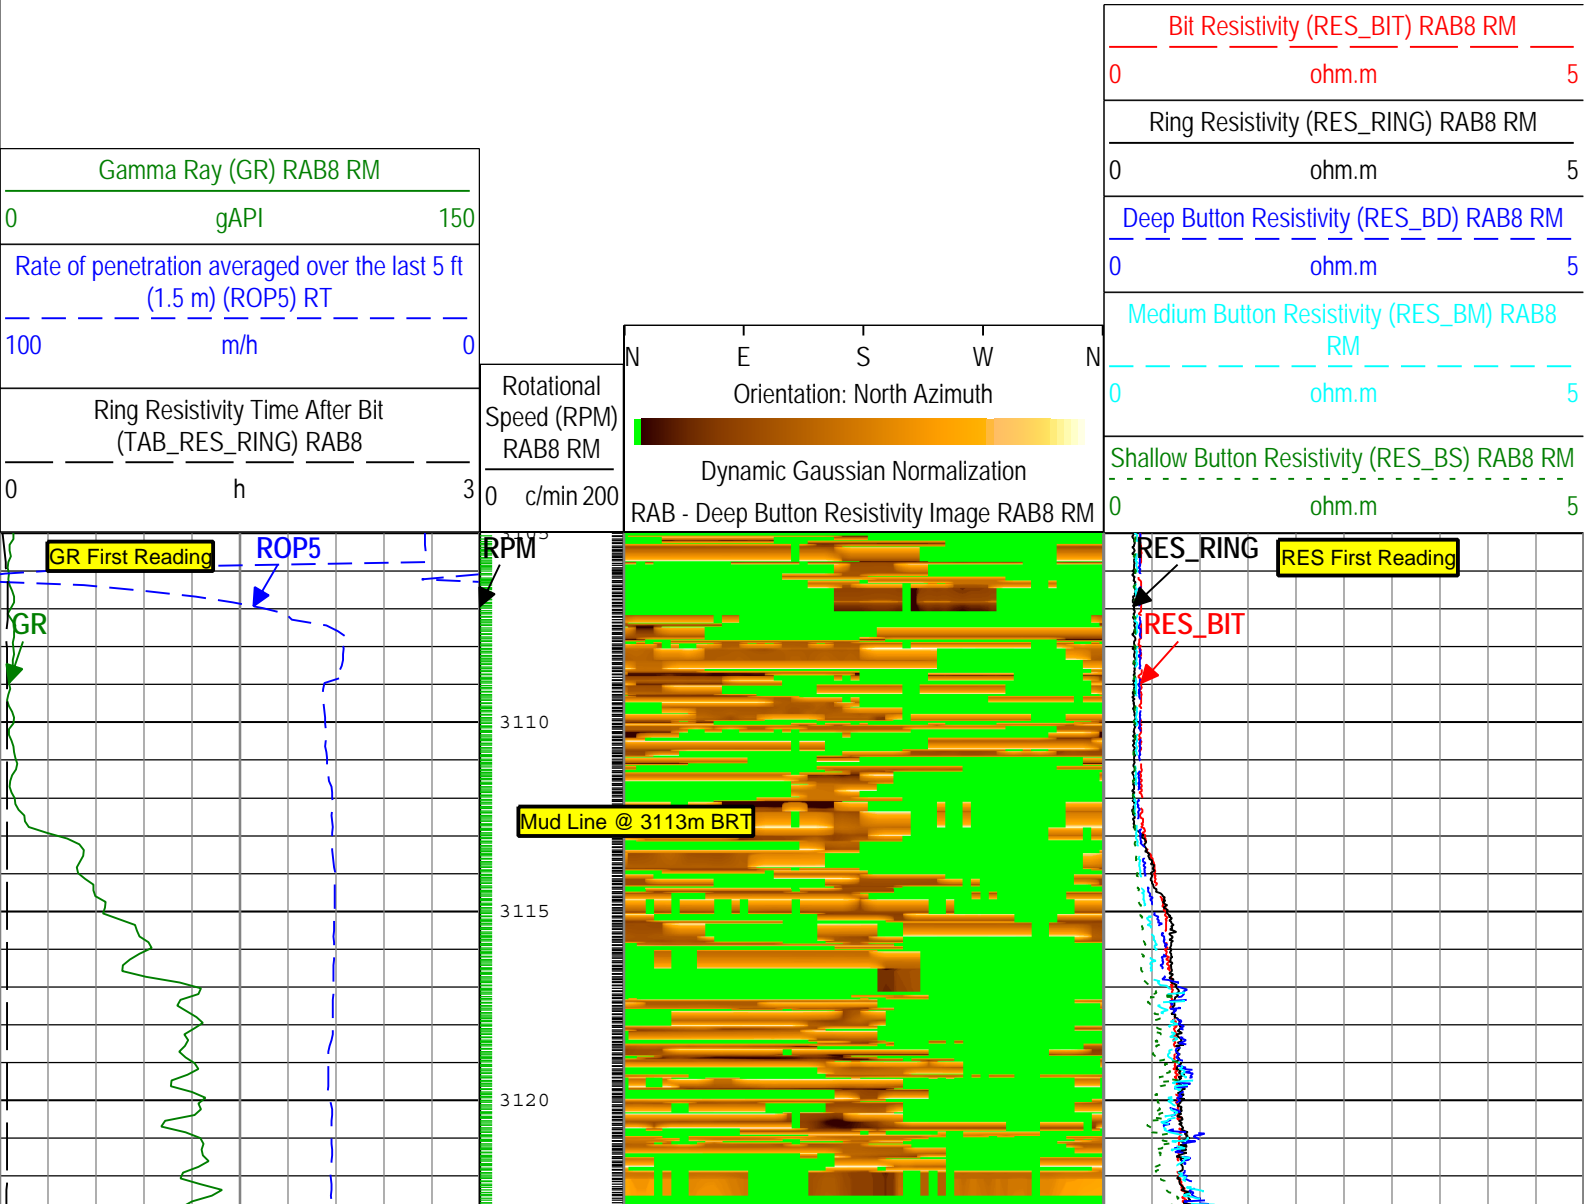 Bit Resistivity (RES_BIT) RAB8 RM
0 ohm.m 5
Ring Resistivity (RES_RING) RAB8 RM
0 ohm.m 5
Deep Button Resistivity (RES_BD) RAB8 RM
0 ohm.m 5
Medium Button Resistivity (RES_BM) RAB8
RM
0 ohm.m 5
Shallow Button Resistivity (RES_BS) RAB8 RM
0 ohm.m 5
Gamma Ray (GR) RAB8 RM
0 gAPI 150
Rate of penetration averaged over the last 5 ft
(1.5 m) (ROP5) RT
100 m/h 0
Ring Resistivity Time After Bit
(TAB_RES_RING) RAB8
0 h 3
Rotational
Speed (RPM)
RAB8 RM
0 c/min 200
N E S W N
Orientation: North Azimuth
Dynamic Gaussian Normalization
RAB - Deep Button Resistivity Image RAB8 RM
GR First Reading
ROP5
RPM
RES_RING
RES First Reading
GR
RES_BIT
3110
Mud Line @ 3113m BRT
3115
3120